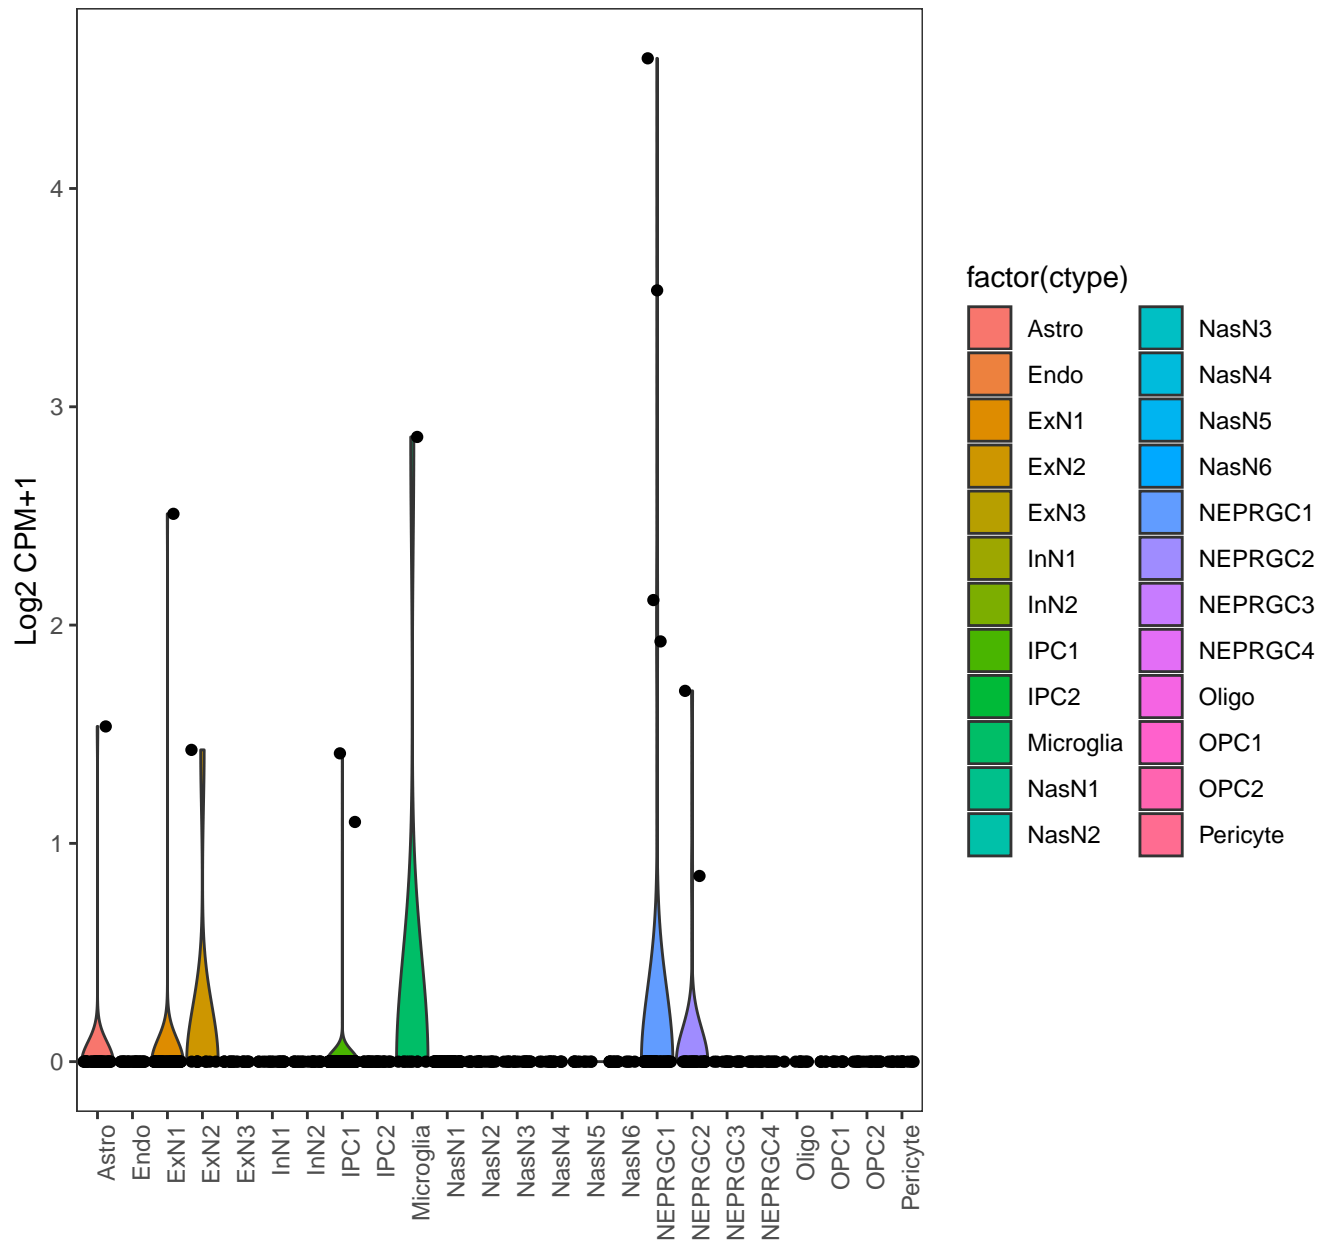 Log2 CPM+1
4
3
2
1
0
Astro
Endo
ExN1
ExN2
ExN3
InN1
InN2
IPC1
IPC2
Microglia
NasN1
NasN2
NasN3
NasN4
NasN5
NasN6
NEPRGC1
NEPRGC2
NEPRGC3
NEPRGC4
Oligo
OPC1
OPC2
Pericyte
factor(ctype)
Astro
Endo
ExN1
ExN2
ExN3
InN1
InN2
IPC1
IPC2
Microglia
NasN1
NasN2
NasN3
NasN4
NasN5
NasN6
NEPRGC1
NEPRGC2
NEPRGC3
NEPRGC4
Oligo
OPC1
OPC2
Pericyte